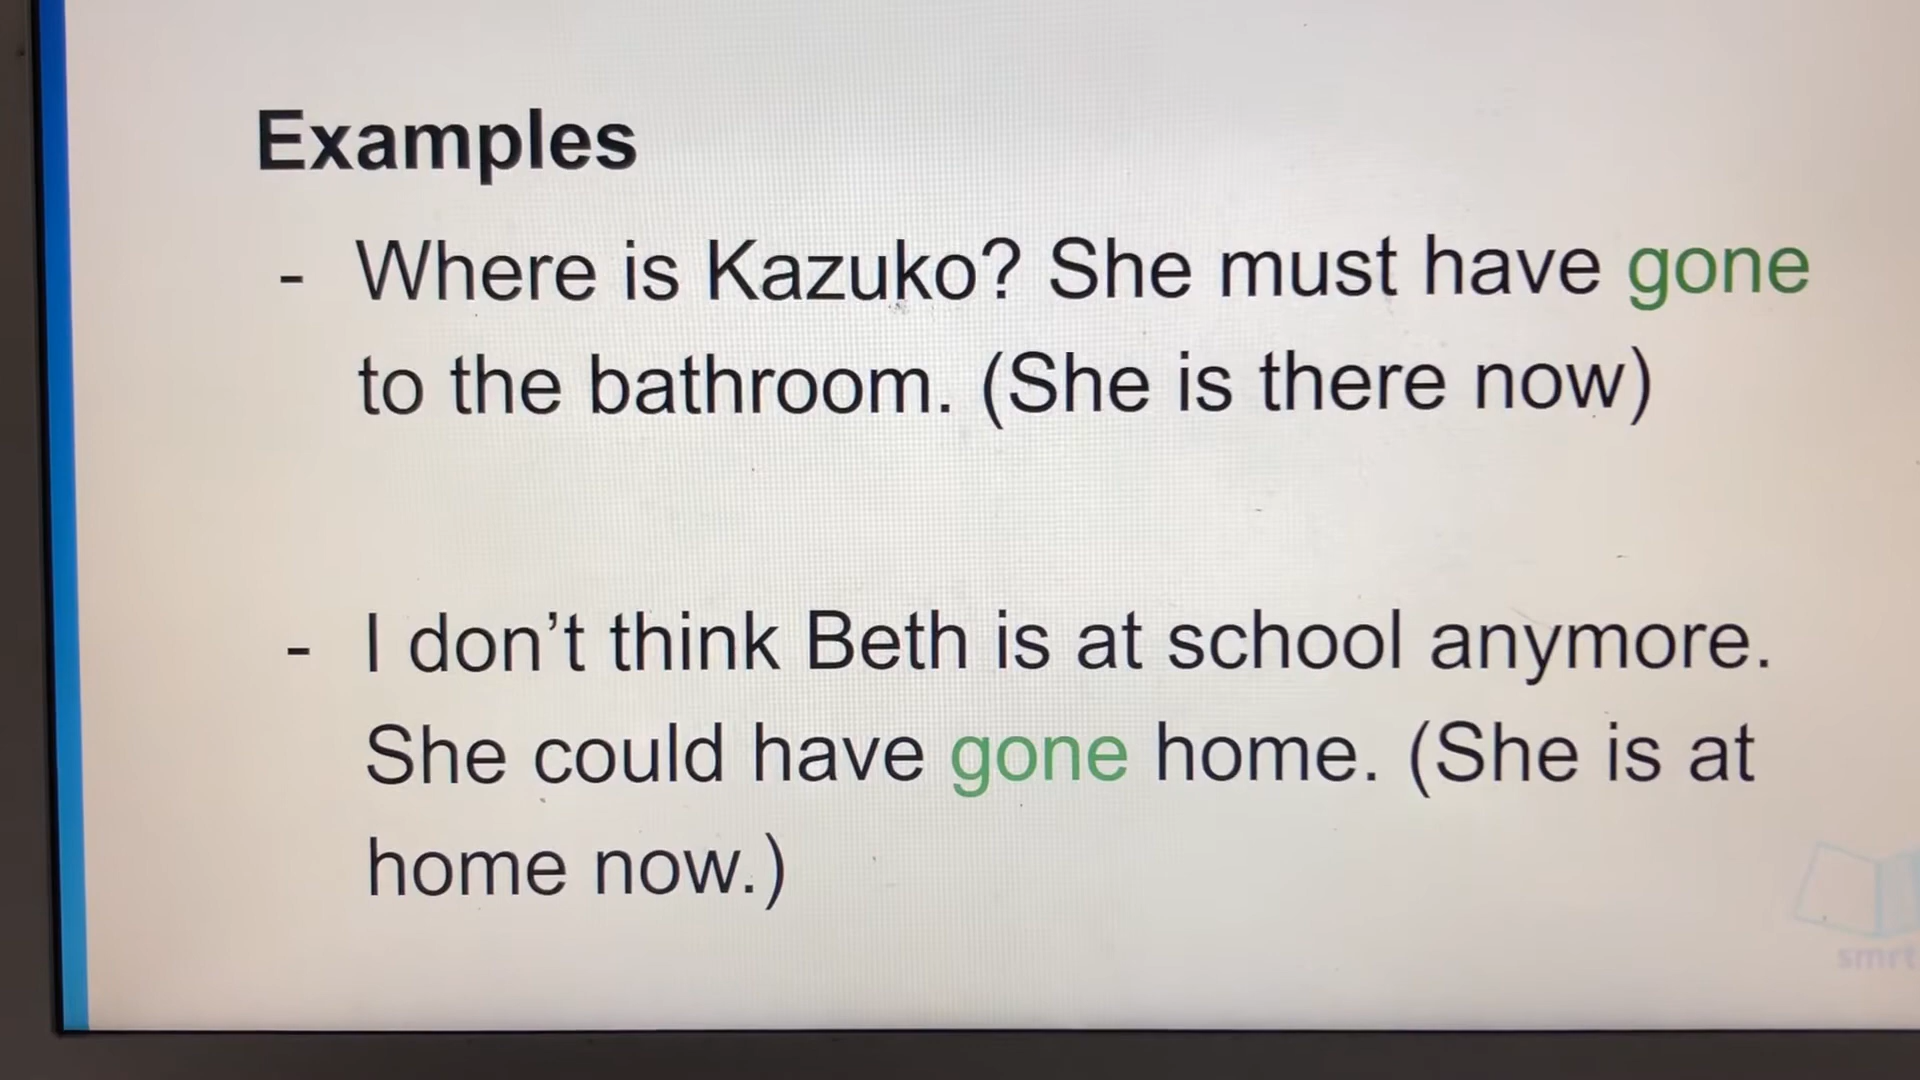 Examples
- Where is Kazuko? She must have gone
to the bathroom. (She is there now)
- I don’t think Beth is at school anymore.
She could have gone home. (She is at
home now.)
smrt